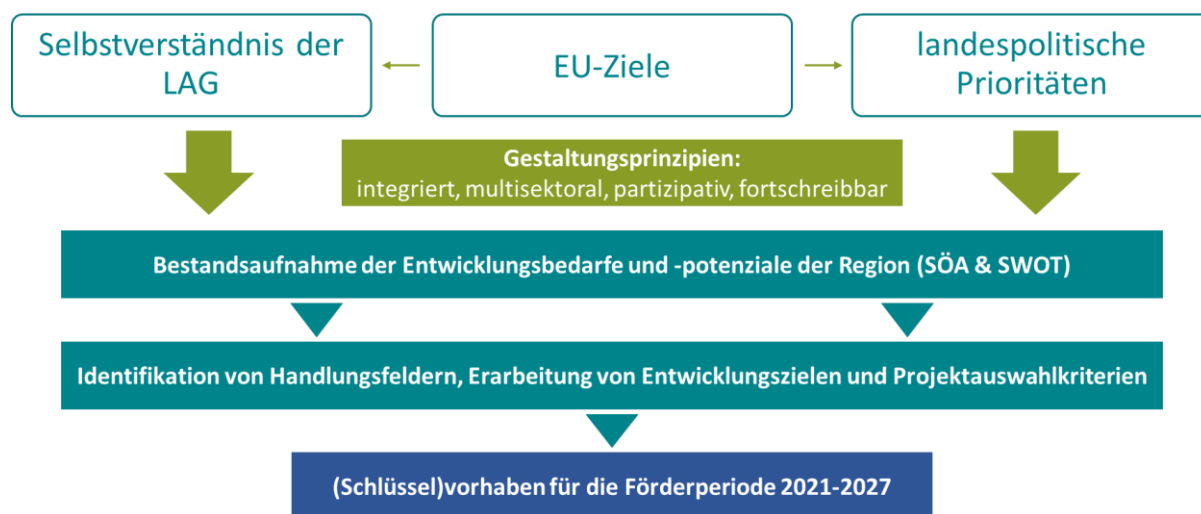 Selbstverständnis der
LAG
EU-Ziele
landespolitische
Prioritäten
Gestaltungsprinzipien:
integriert, multisektoral, partizipativ, fortschreibbar
Bestandsaufnahme der Entwicklungsbedarfe und -potenziale der Region (SÖA & SWOT)
Identifikation von Handlungsfeldern, Erarbeitung von Entwicklungszielen und Projektauswahlkriterien
(Schlüssel)vorhaben für die Förderperiode 2021-2027